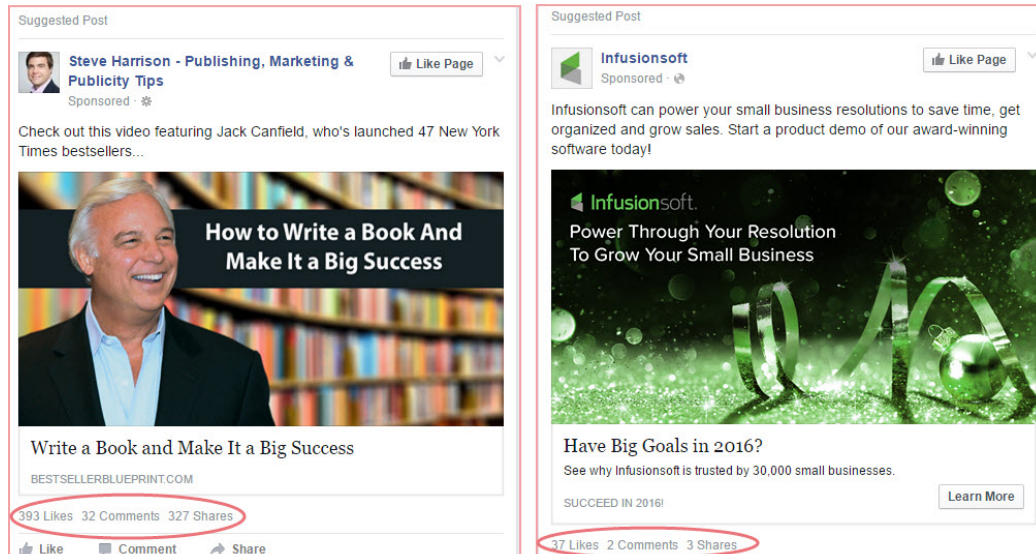 Suggested Post
Steve Harrison - Publishing, Marketing &
Publicity Tips
Like Page
Sponsored ·
Check out this video featuring Jack Canfield, who's launched 47 New York
Times bestsellers...
How to Write a Book And
Make It a Big Success
Write a Book and Make It a Big Success
BESTSELLERBLUEPRINT.COM
393 Likes 32 Comments 327 Shares
Like Comment Share
Suggested Post
Infusionsoft
Like Page
Sponsored ·
Infusionsoft can power your small business resolutions to save time, get
organized and grow sales. Start a product demo of our award-winning
software today!
Infusionsoft.
Power Through Your Resolution
To Grow Your Small Business
Have Big Goals in 2016?
See why Infusionsoft is trusted by 30,000 small businesses.
SUCCEED IN 2016!
Learn More
37 Likes 2 Comments 3 Shares